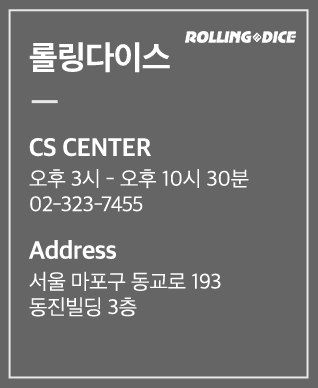 롤링다이스
ROLLING DICE
CS CENTER
오후 3시 - 오후 10시 30분
02-323-7455
Address
서울 마포구 동교로 193
동진빌딩 3층